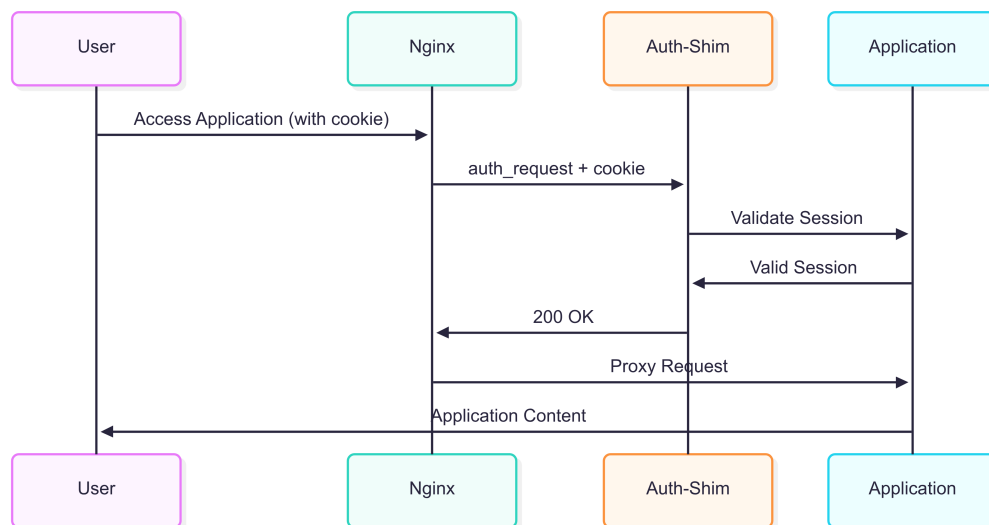 User
Nginx
Auth-Shim
Application
Access Application (with cookie)
auth_request + cookie
Validate Session
Valid Session
200 OK
Proxy Request
Application Content
User
Nginx
Auth-Shim
Application